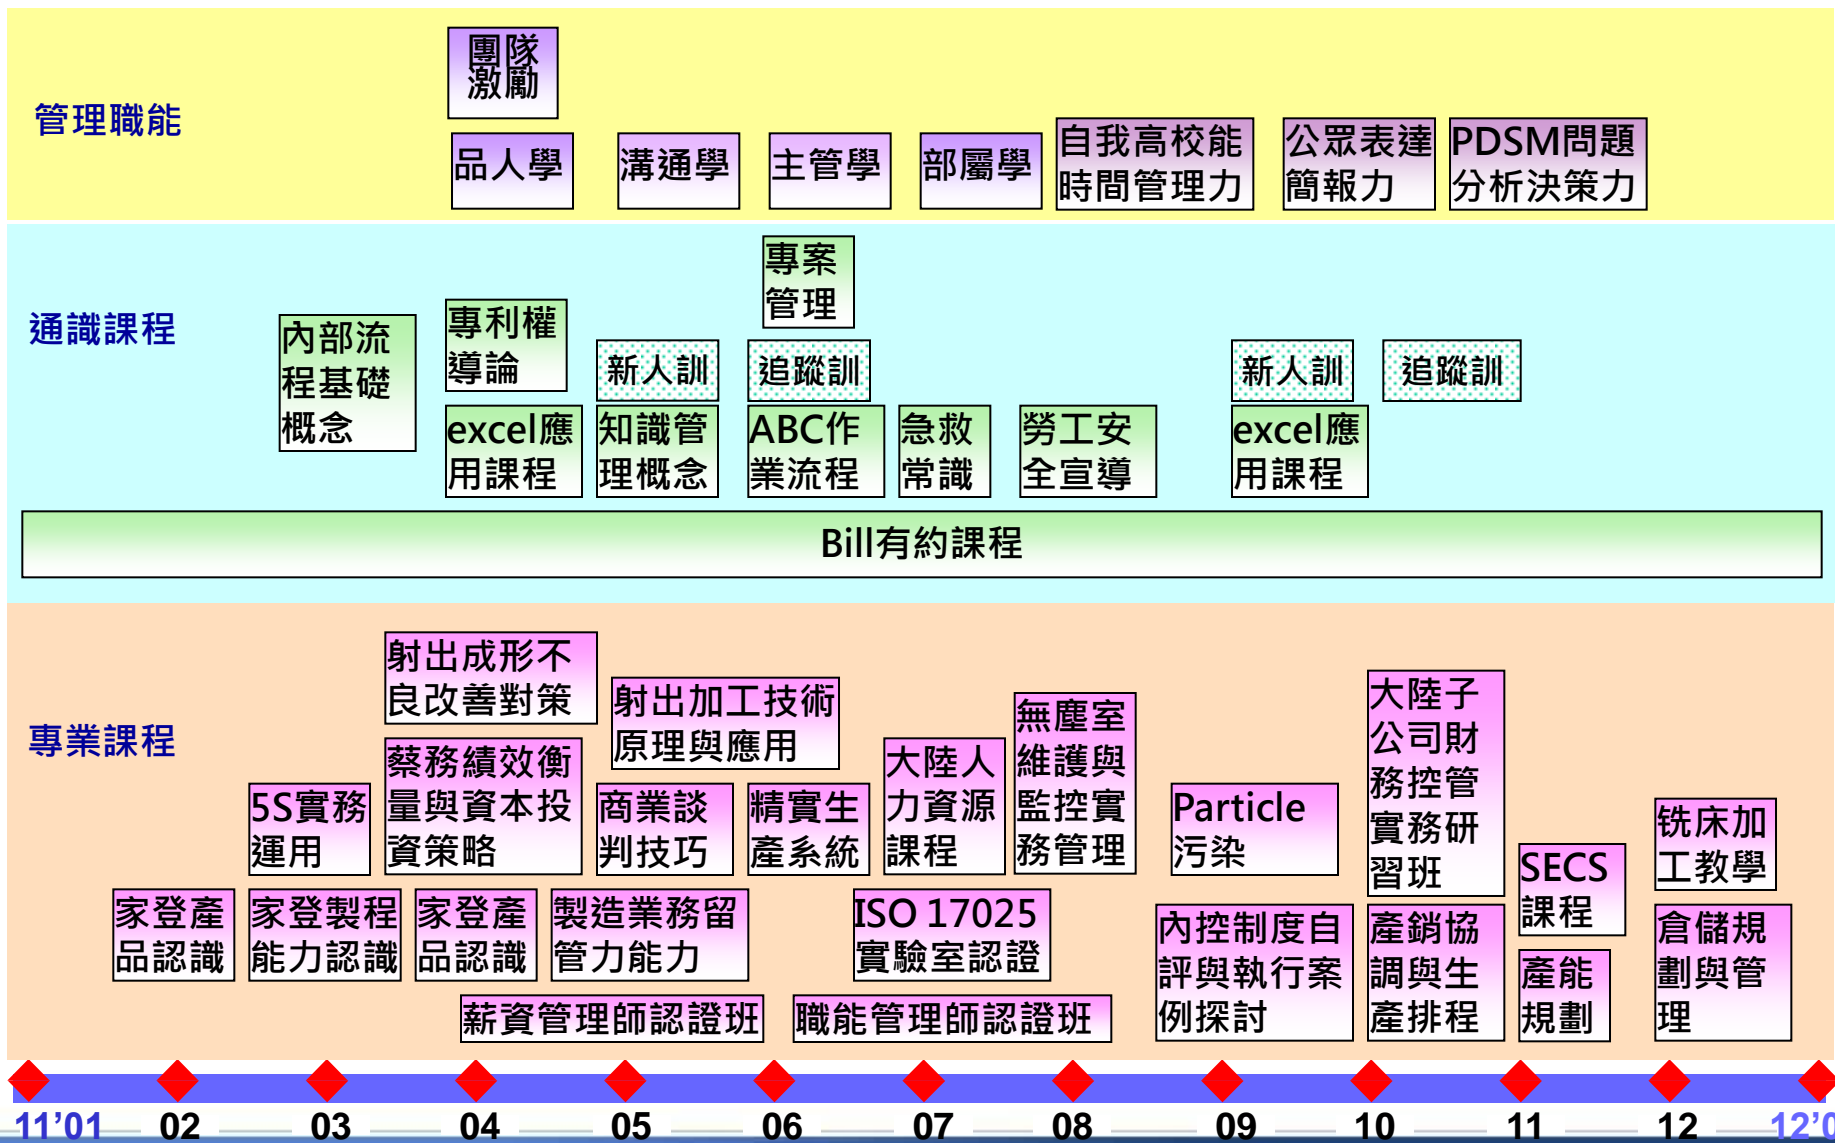 團隊
激勵
管理職能
品人學
溝通學
主管學
部屬學
自我高校能
時間管理力
公眾表達
簡報力
PDSM問題
分析決策力
通識課程
內部流
程基礎
概念
專利權
導論
excel應
用課程
新人訓
知識管
理概念
專案
管理
追蹤訓
ABC作
業流程
急救
常識
勞工安
全宣導
新人訓
excel應
用課程
追蹤訓
Bill有約課程
專業課程
射出成形不
良改善對策
射出加工技術
原理與應用
5S實務
運用
蔡務績效衡
量與資本投
資策略
商業談
判技巧
精實生
產系統
大陸人
力資源
課程
無塵室
維護與
監控實
務管理
Particle
污染
大陸子
公司財
務控管
實務研
習班
SECS
課程
铣床加
工教學
家登產
品認識
家登製程
能力認識
家登產
品認識
製造業務留
管力能力
ISO 17025
實驗室認證
內控制度自
評與執行案
例探討
產銷協
調與生
產排程
產能
規劃
倉儲規
劃與管
理
薪資管理師認證班
職能管理師認證班
11’01 02 03 04 05 06 07 08 09 10 11 12 12’0